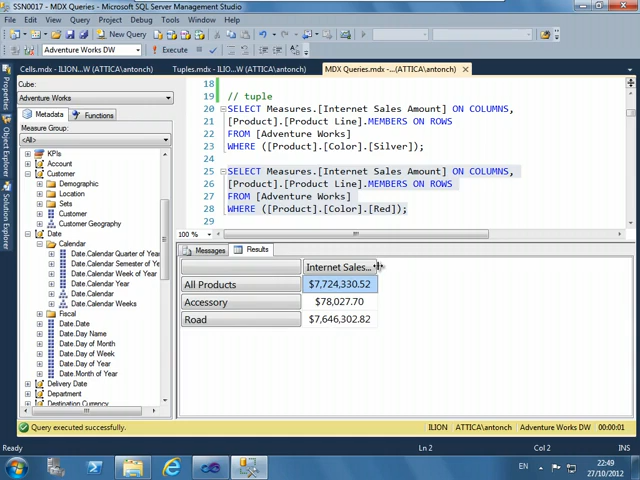 SSN0017 - MDX Queries - Microsoft SQL Server Management Studio
File Edit View Query Project Debug Tools Window Help
New Query
Adventure Works DW Execute
Cells.mdx - ILION...W (ATTICA\antonch) Tuples.mdx - ILIO...W (ATTICA\antonch) MDX Queries.mdx -...(ATTICA\antonch)
Properties
Object Explorer
Solution Explorer
Cube:
Adventure Works
Metadata Functions
Measure Group:
<All>
KPIs
Account
Customer
Demographic
Location
Sets
Customer
Customer Geography
Date
Calendar
Date.Calendar Quarter of Year
Date.Calendar Semester of Year
Date.Calendar Week of Year
Date.Calendar Year
Date.Calendar
Date.Calendar Weeks
Fiscal
Date.Date
Date.Day Name
Date.Day of Month
Date.Day of Week
Date.Day of Year
Date.Month of Year
Delivery Date
Department
Destination Currency
18
19 // tuple
20 SELECT Measures.[Internet Sales Amount] ON COLUMNS,
21 [Product].[Product Line].MEMBERS ON ROWS
22 FROM [Adventure Works]
23 WHERE ([Product].[Color].[Silver]);
24
25 SELECT Measures.[Internet Sales Amount] ON COLUMNS,
26 [Product].[Product Line].MEMBERS ON ROWS
27 FROM [Adventure Works]
28 WHERE ([Product].[Color].[Red]);
29
100 %
Messages Results
Internet Sales...
All Products $7,724,330.52
Accessory $78,027.70
Road $7,646,302.82
Query executed successfully. ILION ATTICA\antonch Adventure Works DW 00:00:01
Ready Ln 2 Col 2 INS
EN 22:49
27/10/2012